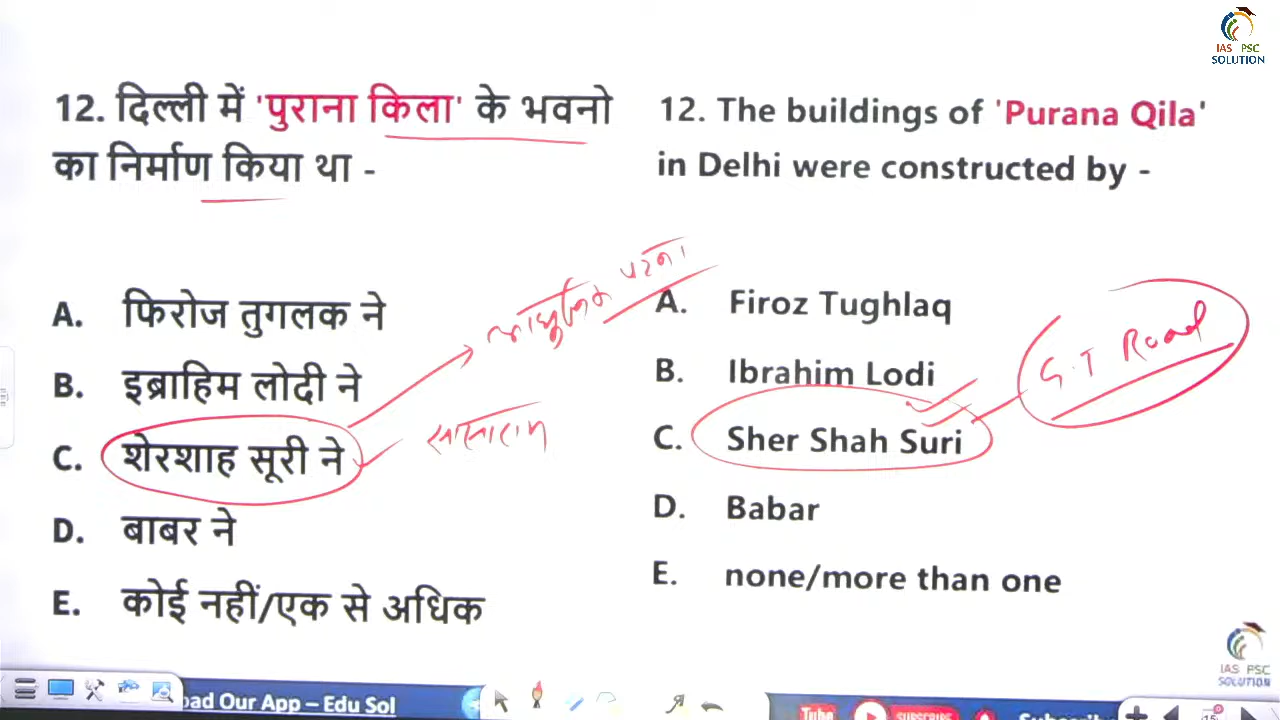 IAS PSC
SOLUTION
12. दिल्ली में 'पुराना किला' के भवनो
का निर्माण किया था -
A. फिरोज तुगलक ने
B. इब्राहिम लोदी ने
C. शेरशाह सूरी ने
D. बाबर ने
E. कोई नहीं/एक से अधिक
आधुनिक पटना
सासाराम
12. The buildings of 'Purana Qila'
in Delhi were constructed by -
A. Firoz Tughlaq
B. Ibrahim Lodi
C. Sher Shah Suri
D. Babar
E. none/more than one
G.T Road
IAS PSC
SOLUTION
oad Our App – Edu Sol